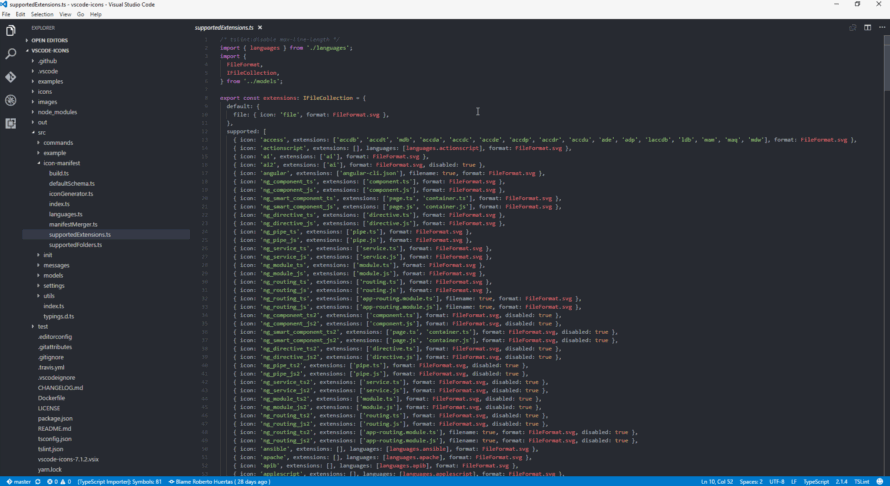 supportedExtensions.ts - vscode-icons - Visual Studio Code
File Edit Selection View Go Help
EXPLORER
OPEN EDITORS
VSCODE-ICONS
.github
.vscode
examples
icons
images
node_modules
out
src
commands
example
icon-manifest
build.ts
defaultSchema.ts
iconGenerator.ts
index.ts
languages.ts
manifestMerger.ts
supportedExtensions.ts
supportedFolders.ts
init
messages
models
settings
utils
index.ts
typings.d.ts
test
.editorconfig
.gitattributes
.gitignore
.travis.yml
.vscodeignore
CHANGELOG.md
Dockerfile
LICENSE
package.json
README.md
tsconfig.json
tslint.json
vscode-icons-7.1.2.vsix
yarn.lock
supportedExtensions.ts
/* tslint:disable max-line-length */
import { languages } from './languages';
import {
FileFormat,
IFileCollection,
} from '../models';
export const extensions: IFileCollection = {
default: {
file: { icon: 'file', format: FileFormat.svg },
},
supported: [
{ icon: 'access', extensions: ['accdb', 'accdt', 'mdb', 'accda', 'accdc', 'accde', 'accdp', 'accdr', 'accdu', 'ade', 'adp', 'laccdb', 'ldb', 'mam', 'maq', 'mdw'], format: FileFormat.svg },
{ icon: 'actionscript', extensions: [], languages: [languages.actionscript], format: FileFormat.svg },
{ icon: 'ai', extensions: ['ai'], format: FileFormat.svg },
{ icon: 'ai2', extensions: ['ai'], format: FileFormat.svg, disabled: true },
{ icon: 'angular', extensions: ['angular-cli.json'], filename: true, format: FileFormat.svg },
{ icon: 'ng_component_ts', extensions: ['component.ts'], format: FileFormat.svg },
{ icon: 'ng_component_js', extensions: ['component.js'], format: FileFormat.svg },
{ icon: 'ng_smart_component_ts', extensions: ['page.ts', 'container.ts'], format: FileFormat.svg },
{ icon: 'ng_smart_component_js', extensions: ['page.js', 'container.js'], format: FileFormat.svg },
{ icon: 'ng_directive_ts', extensions: ['directive.ts'], format: FileFormat.svg },
{ icon: 'ng_directive_js', extensions: ['directive.js'], format: FileFormat.svg },
{ icon: 'ng_pipe_ts', extensions: ['pipe.ts'], format: FileFormat.svg },
{ icon: 'ng_pipe_js', extensions: ['pipe.js'], format: FileFormat.svg },
{ icon: 'ng_service_ts', extensions: ['service.ts'], format: FileFormat.svg },
{ icon: 'ng_service_js', extensions: ['service.js'], format: FileFormat.svg },
{ icon: 'ng_module_ts', extensions: ['module.ts'], format: FileFormat.svg },
{ icon: 'ng_module_js', extensions: ['module.js'], format: FileFormat.svg },
{ icon: 'ng_routing_ts', extensions: ['routing.ts'], format: FileFormat.svg },
{ icon: 'ng_routing_js', extensions: ['routing.js'], format: FileFormat.svg },
{ icon: 'ng_routing_ts', extensions: ['app-routing.module.ts'], filename: true, format: FileFormat.svg },
{ icon: 'ng_routing_js', extensions: ['app-routing.module.js'], filename: true, format: FileFormat.svg },
{ icon: 'ng_component_ts2', extensions: ['component.ts'], format: FileFormat.svg, disabled: true },
{ icon: 'ng_component_js2', extensions: ['component.js'], format: FileFormat.svg, disabled: true },
{ icon: 'ng_smart_component_ts2', extensions: ['page.ts', 'container.ts'], format: FileFormat.svg, disabled: true },
{ icon: 'ng_smart_component_js2', extensions: ['page.js', 'container.js'], format: FileFormat.svg, disabled: true },
{ icon: 'ng_directive_ts2', extensions: ['directive.ts'], format: FileFormat.svg, disabled: true },
{ icon: 'ng_directive_js2', extensions: ['directive.js'], format: FileFormat.svg, disabled: true },
{ icon: 'ng_pipe_ts2', extensions: ['pipe.ts'], format: FileFormat.svg, disabled: true },
{ icon: 'ng_pipe_js2', extensions: ['pipe.js'], format: FileFormat.svg, disabled: true },
{ icon: 'ng_service_ts2', extensions: ['service.ts'], format: FileFormat.svg, disabled: true },
{ icon: 'ng_service_js2', extensions: ['service.js'], format: FileFormat.svg, disabled: true },
{ icon: 'ng_module_ts2', extensions: ['module.ts'], format: FileFormat.svg, disabled: true },
{ icon: 'ng_module_js2', extensions: ['module.js'], format: FileFormat.svg, disabled: true },
{ icon: 'ng_routing_ts2', extensions: ['routing.ts'], format: FileFormat.svg, disabled: true },
{ icon: 'ng_routing_js2', extensions: ['routing.js'], format: FileFormat.svg, disabled: true },
{ icon: 'ng_routing_ts2', extensions: ['app-routing.module.ts'], filename: true, format: FileFormat.svg, disabled: true },
{ icon: 'ng_routing_js2', extensions: ['app-routing.module.js'], filename: true, format: FileFormat.svg, disabled: true },
{ icon: 'ansible', extensions: [], languages: [languages.ansible], format: FileFormat.svg },
{ icon: 'apache', extensions: [], languages: [languages.apache], format: FileFormat.svg },
{ icon: 'apib', extensions: [], languages: [languages.apib], format: FileFormat.svg },
{ icon: 'applescript', extensions: [], languages: [languages.applescript], format: FileFormat.svg },
master 0 0 [TypeScript Importer]: Symbols: 81 Blame Roberto Huertas ( 28 days ago ) Ln 10, Col 52 Spaces: 2 UTF-8 LF TypeScript 2.1.4 TSLint